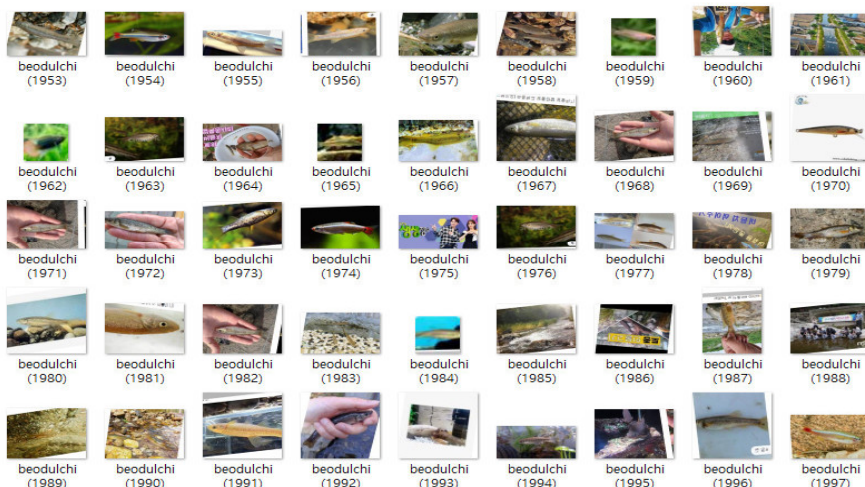 beodulchi beodulchi beodulchi beodulchi beodulchi beodulchi beodulchi beodulchi beodulchi
(1953) (1954) (1955) (1956) (1957) (1958) (1959) (1960) (1961)
beodulchi beodulchi beodulchi beodulchi beodulchi beodulchi beodulchi beodulchi beodulchi
(1962) (1963) (1964) (1965) (1966) (1967) (1968) (1969) (1970)
beodulchi beodulchi beodulchi beodulchi beodulchi beodulchi beodulchi beodulchi beodulchi
(1971) (1972) (1973) (1974) (1975) (1976) (1977) (1978) (1979)
beodulchi beodulchi beodulchi beodulchi beodulchi beodulchi beodulchi beodulchi beodulchi
(1980) (1981) (1982) (1983) (1984) (1985) (1986) (1987) (1988)
beodulchi beodulchi beodulchi beodulchi beodulchi beodulchi beodulchi beodulchi beodulchi
(1989) (1990) (1991) (1992) (1993) (1994) (1995) (1996) (1997)